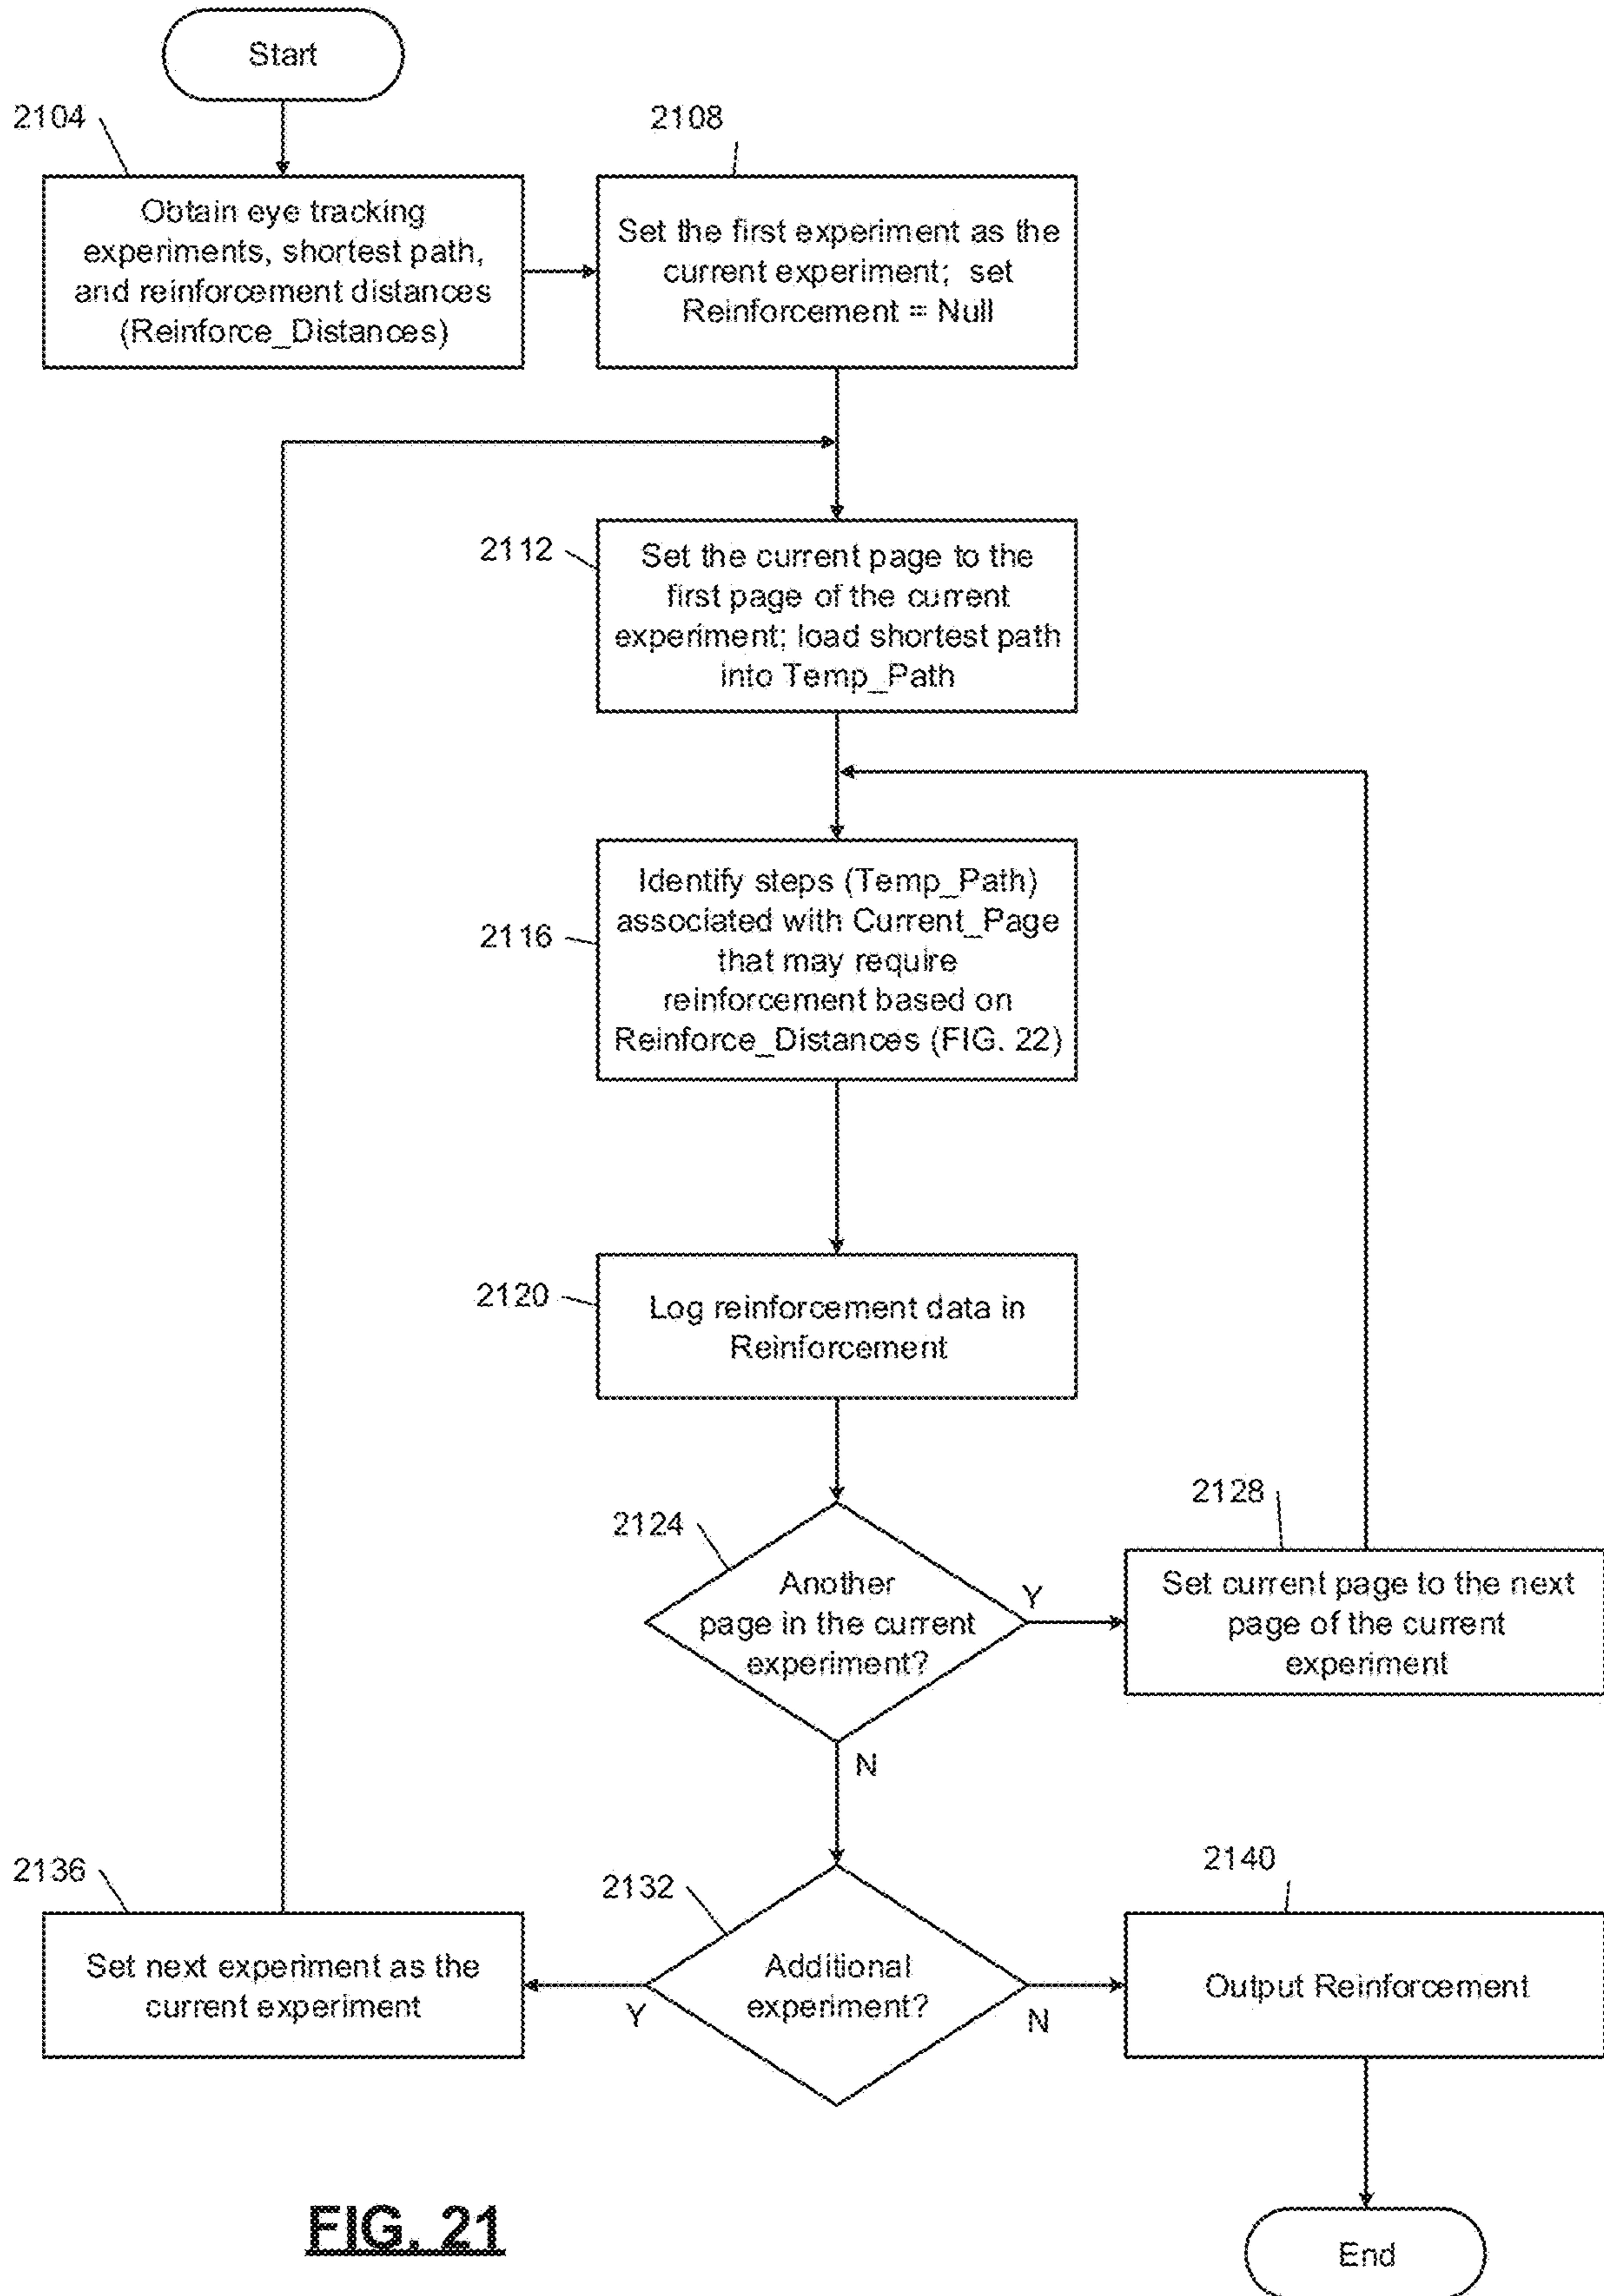 Start
2104
Obtain eye tracking
experiments, shortest path,
and reinforcement distances
(Reinforce_Distances)
2108
Set the first experiment as the
current experiment; set
Reinforcement = Null
2112
Set the current page to the
first page of the current
experiment; load shortest path
into Temp_Path
2116
Identify steps (Temp_Path)
associated with Current_Page
that may require
reinforcement based on
Reinforce_Distances (FIG. 22)
2120
Log reinforcement data in
Reinforcement
2124
Another
page in the current
experiment?
Y
N
2128
Set current page to the next
page of the current
experiment
2132
Additional
experiment?
Y
N
2136
Set next experiment as the
current experiment
2140
Output Reinforcement
End
FIG. 21